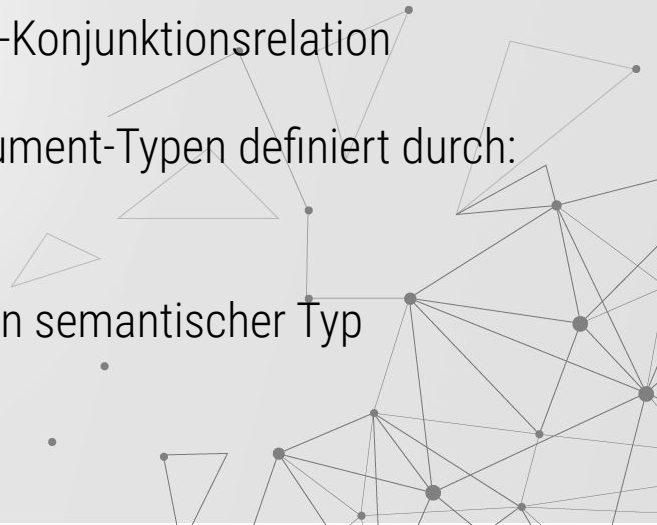 -Konjunktionsrelation
ument-Typen definiert durch:
n semantischer Typ